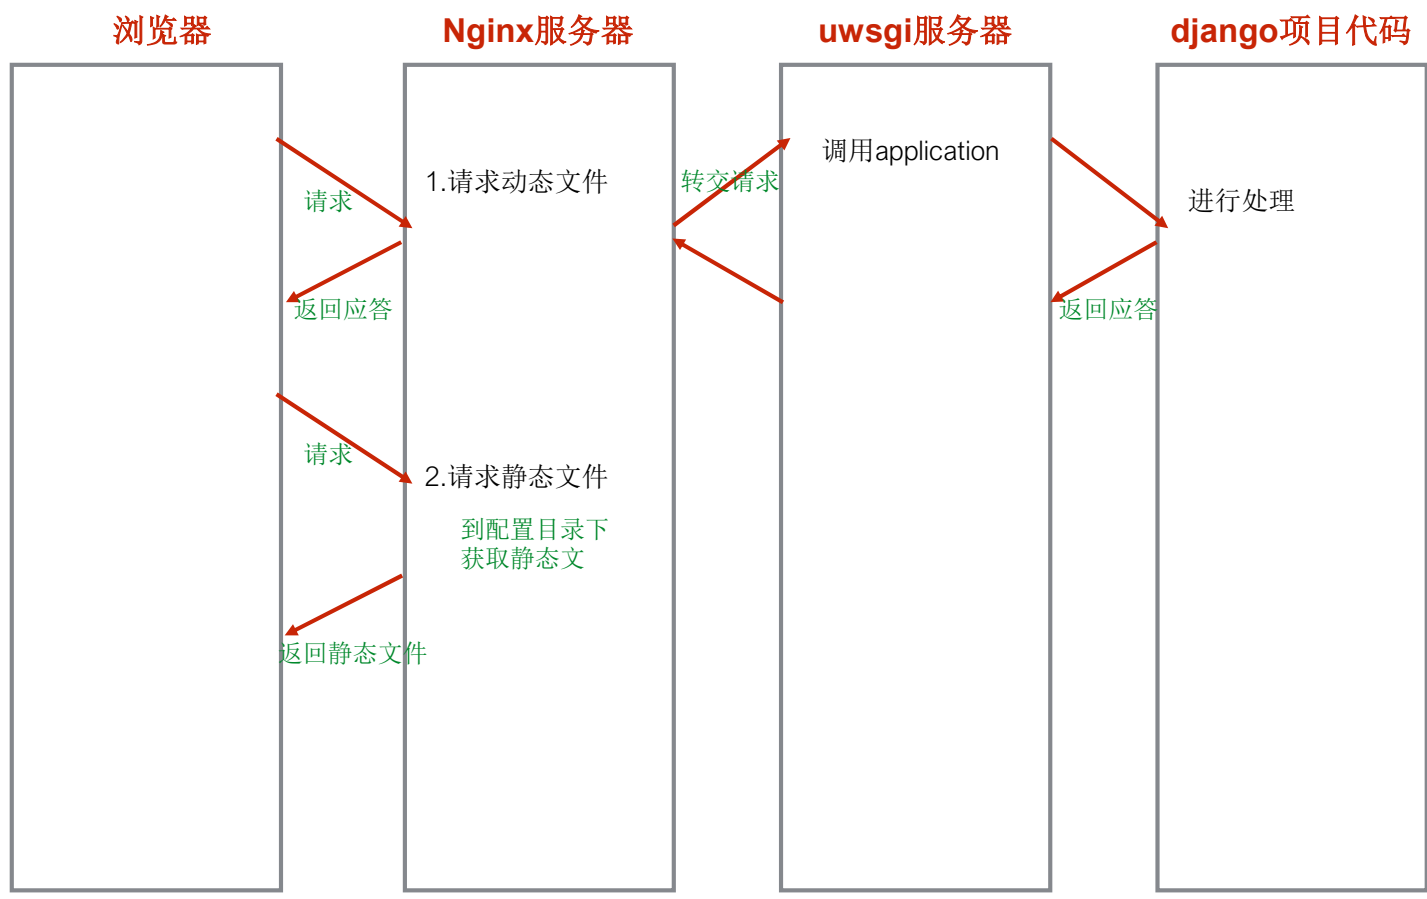 浏览器
Nginx服务器
uwsgi服务器
django项目代码
请求
1.请求动态文件
转交请求
调用application
进行处理
返回应答
返回应答
请求
2.请求静态文件
到配置目录下
获取静态文
返回静态文件